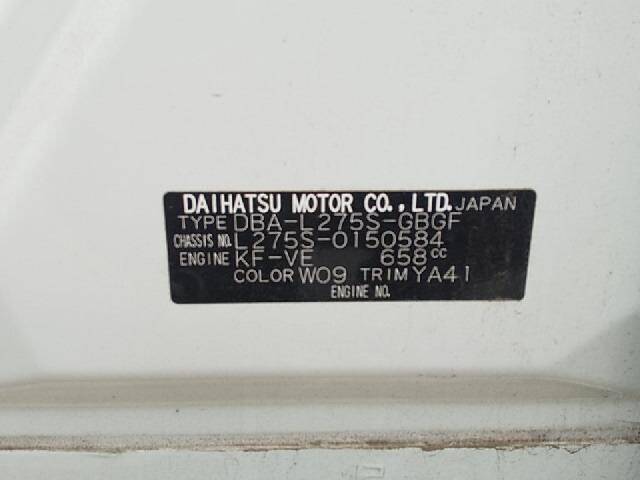 DAIHATSU MOTOR CO.,LTD. JAPAN
TYPE DBA-L275S-GBGF
CHASSIS NO. L275S-0150584
ENGINE KF-VE 658cc
COLOR W09 TRIM YA41
ENGINE NO.